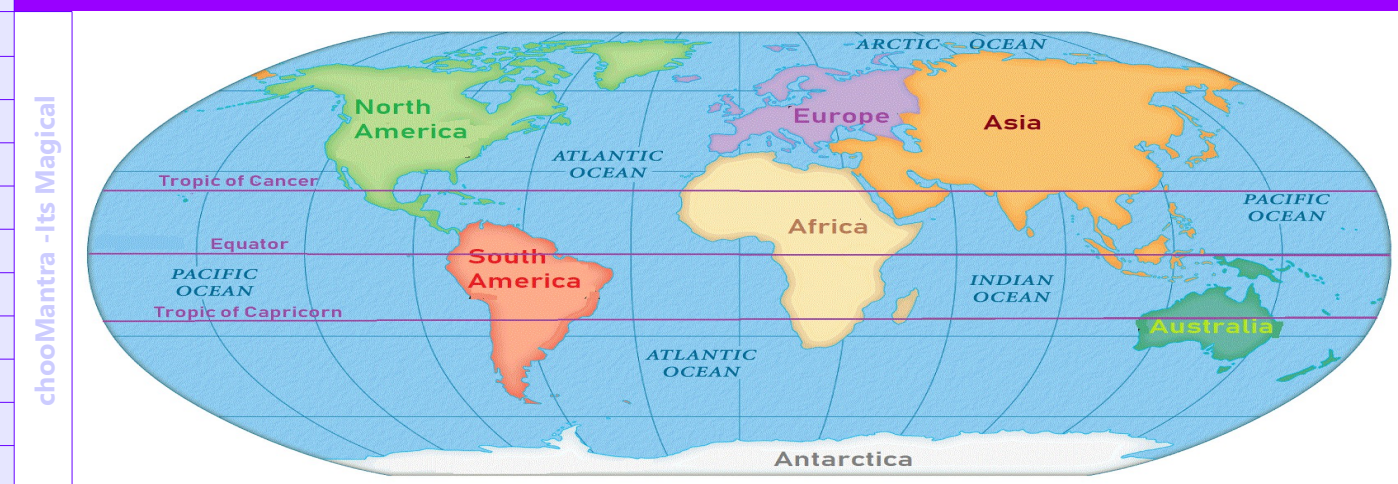 chooMantra -Its Magical
ARCTIC OCEAN
North
America
Europe
Asia
ATLANTIC
OCEAN
Tropic of Cancer
PACIFIC
OCEAN
Africa
Equator
South
America
PACIFIC
OCEAN
INDIAN
OCEAN
Tropic of Capricorn
Australia
ATLANTIC
OCEAN
Antarctica